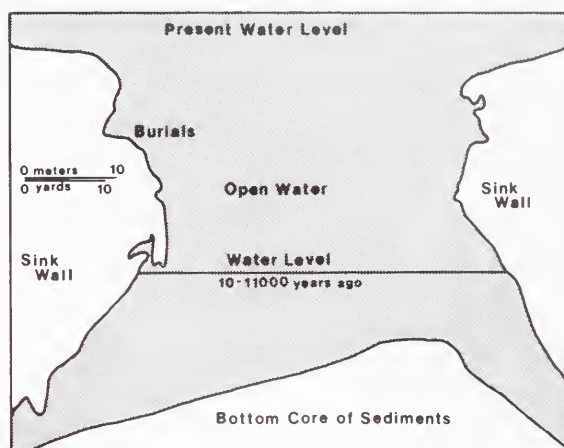 Present Water Level
Burials
0 meters 10
0 yards 10
Open Water
Sink
Wall
Sink
Wall
Water Level
10-11000 years ago
Bottom Core of Sediments